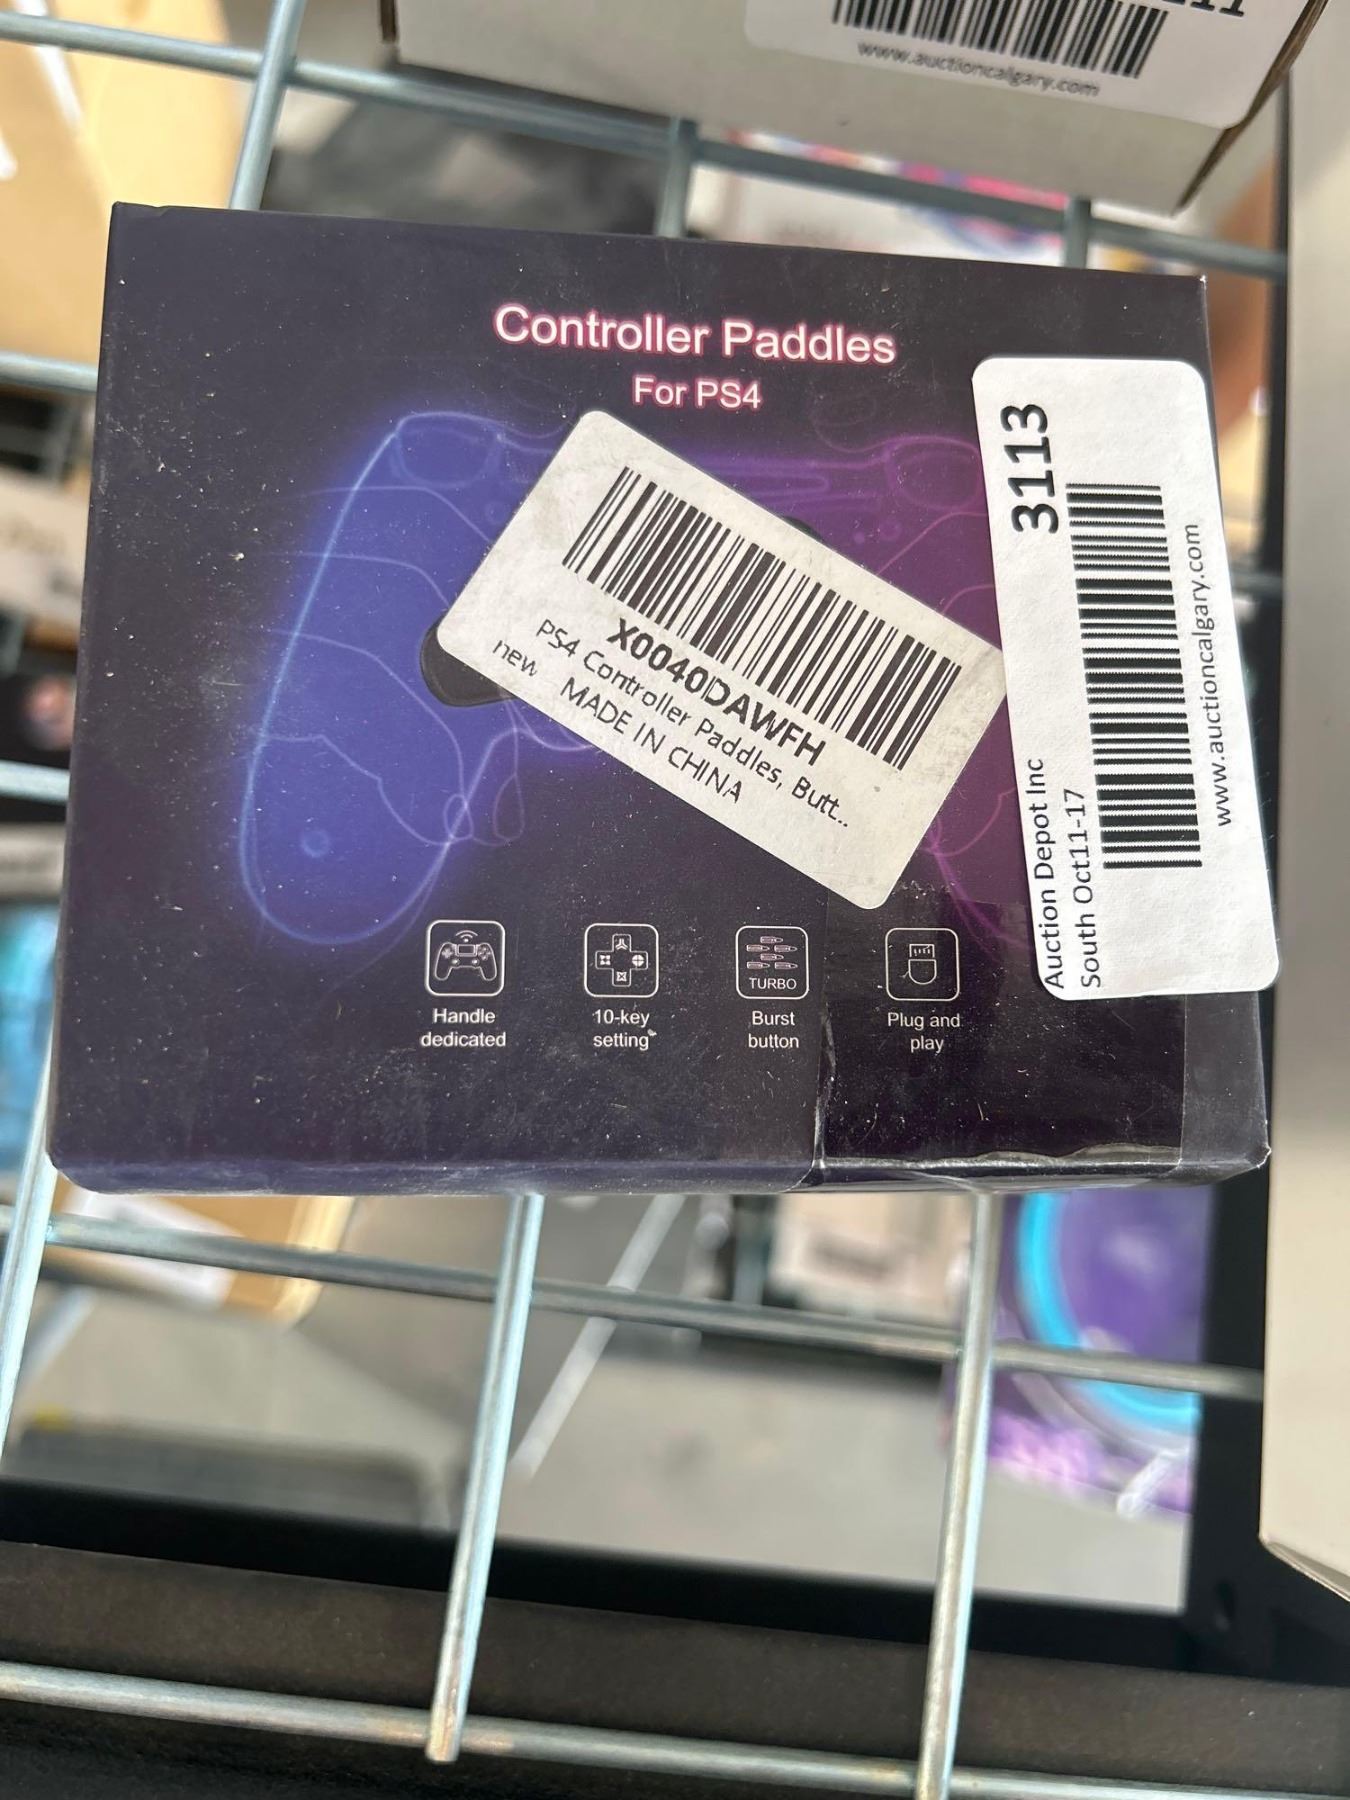 www.auctioncalgary.com
Controller Paddles
For PS4
X0040DAWFH
PS4 Controller Paddles, Butt..
new
MADE IN CHINA
3113
Auction Depot Inc
South Oct11-17
www.auctioncalgary.com
TURBO
Handle
dedicated
10-key
setting
Burst
button
Plug and
play